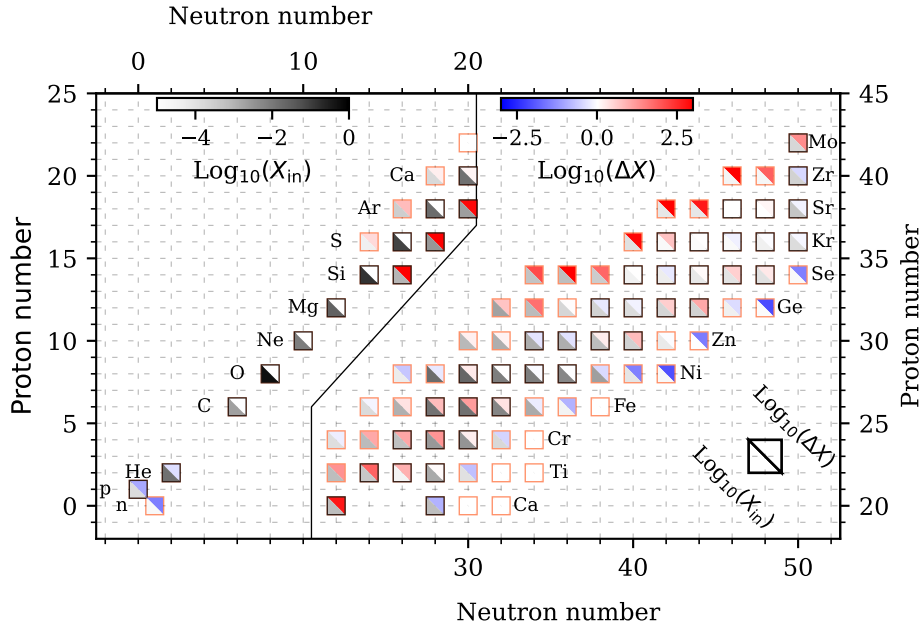 Neutron number
0 10 20
25 45
−4 −2 0 −2.5 0.0 2.5
Log₁₀(X_in) Log₁₀(ΔX)
Mo
20 Ca Zr 40
Ar Sr
S Kr
15 Si Se 35
Mg Ge
10 Ne Zn 30
O Ni
C Fe
5 25
Cr
He Ti
p
n
0 Ca 20
Log₁₀(ΔX)
Log₁₀(X_in)
30 40 50
Neutron number
Proton number
Proton number